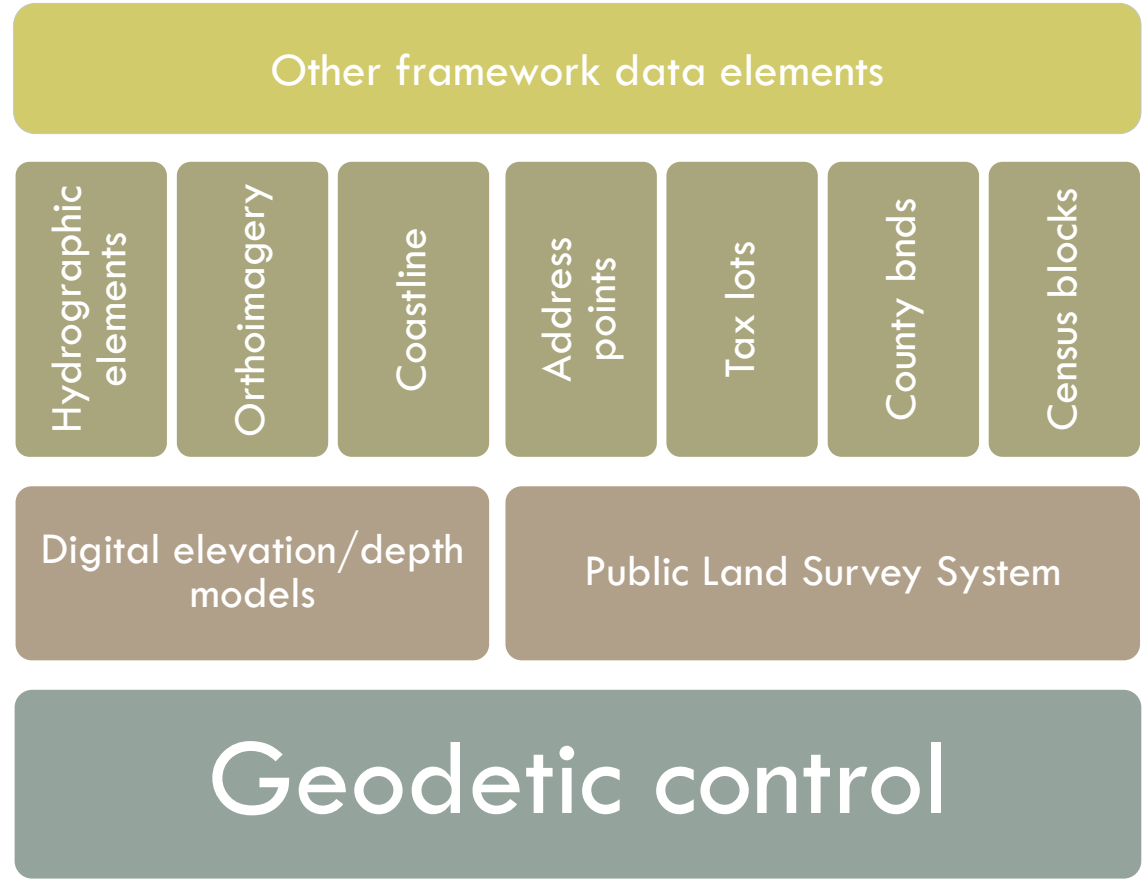 Other framework data elements
Hydrographic
elements
Orthoimagery
Coastline
Address
points
Tax lots
County bnds
Census blocks
Digital elevation/depth
models
Public Land Survey System
Geodetic control